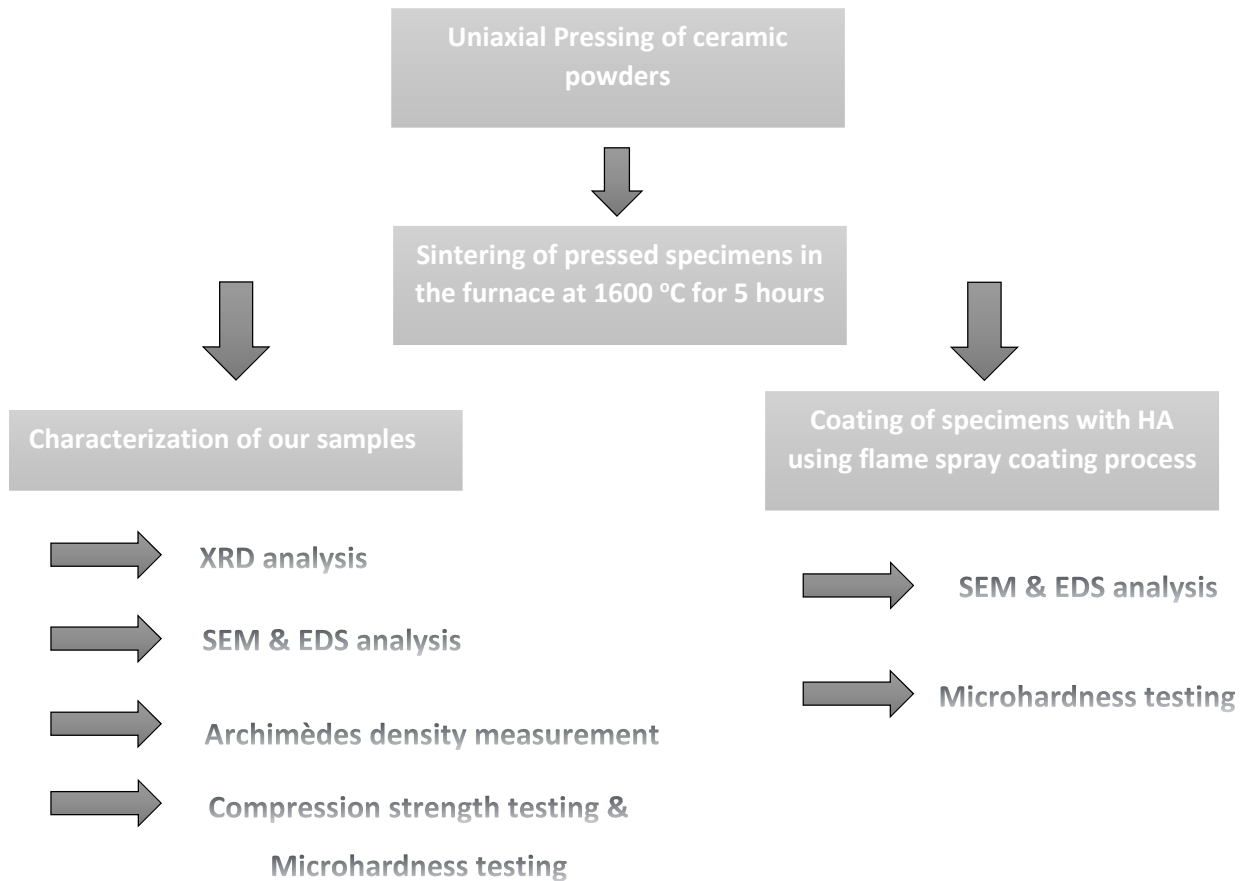 Uniaxial Pressing of ceramic
powders
Sintering of pressed specimens in
the furnace at 1600 °C for 5 hours
Characterization of our samples
XRD analysis
SEM & EDS analysis
Archimèdes density measurement
Compression strength testing &
Microhardness testing
Coating of specimens with HA
using flame spray coating process
SEM & EDS analysis
Microhardness testing